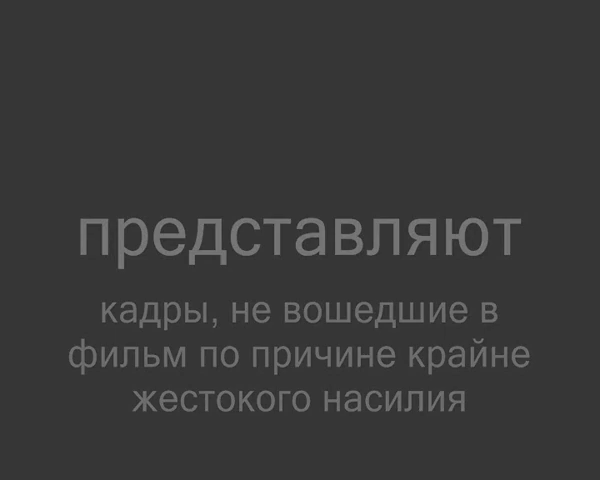 представляют
кадры, не вошедшие в
фильм по причине крайне
жестокого насилия